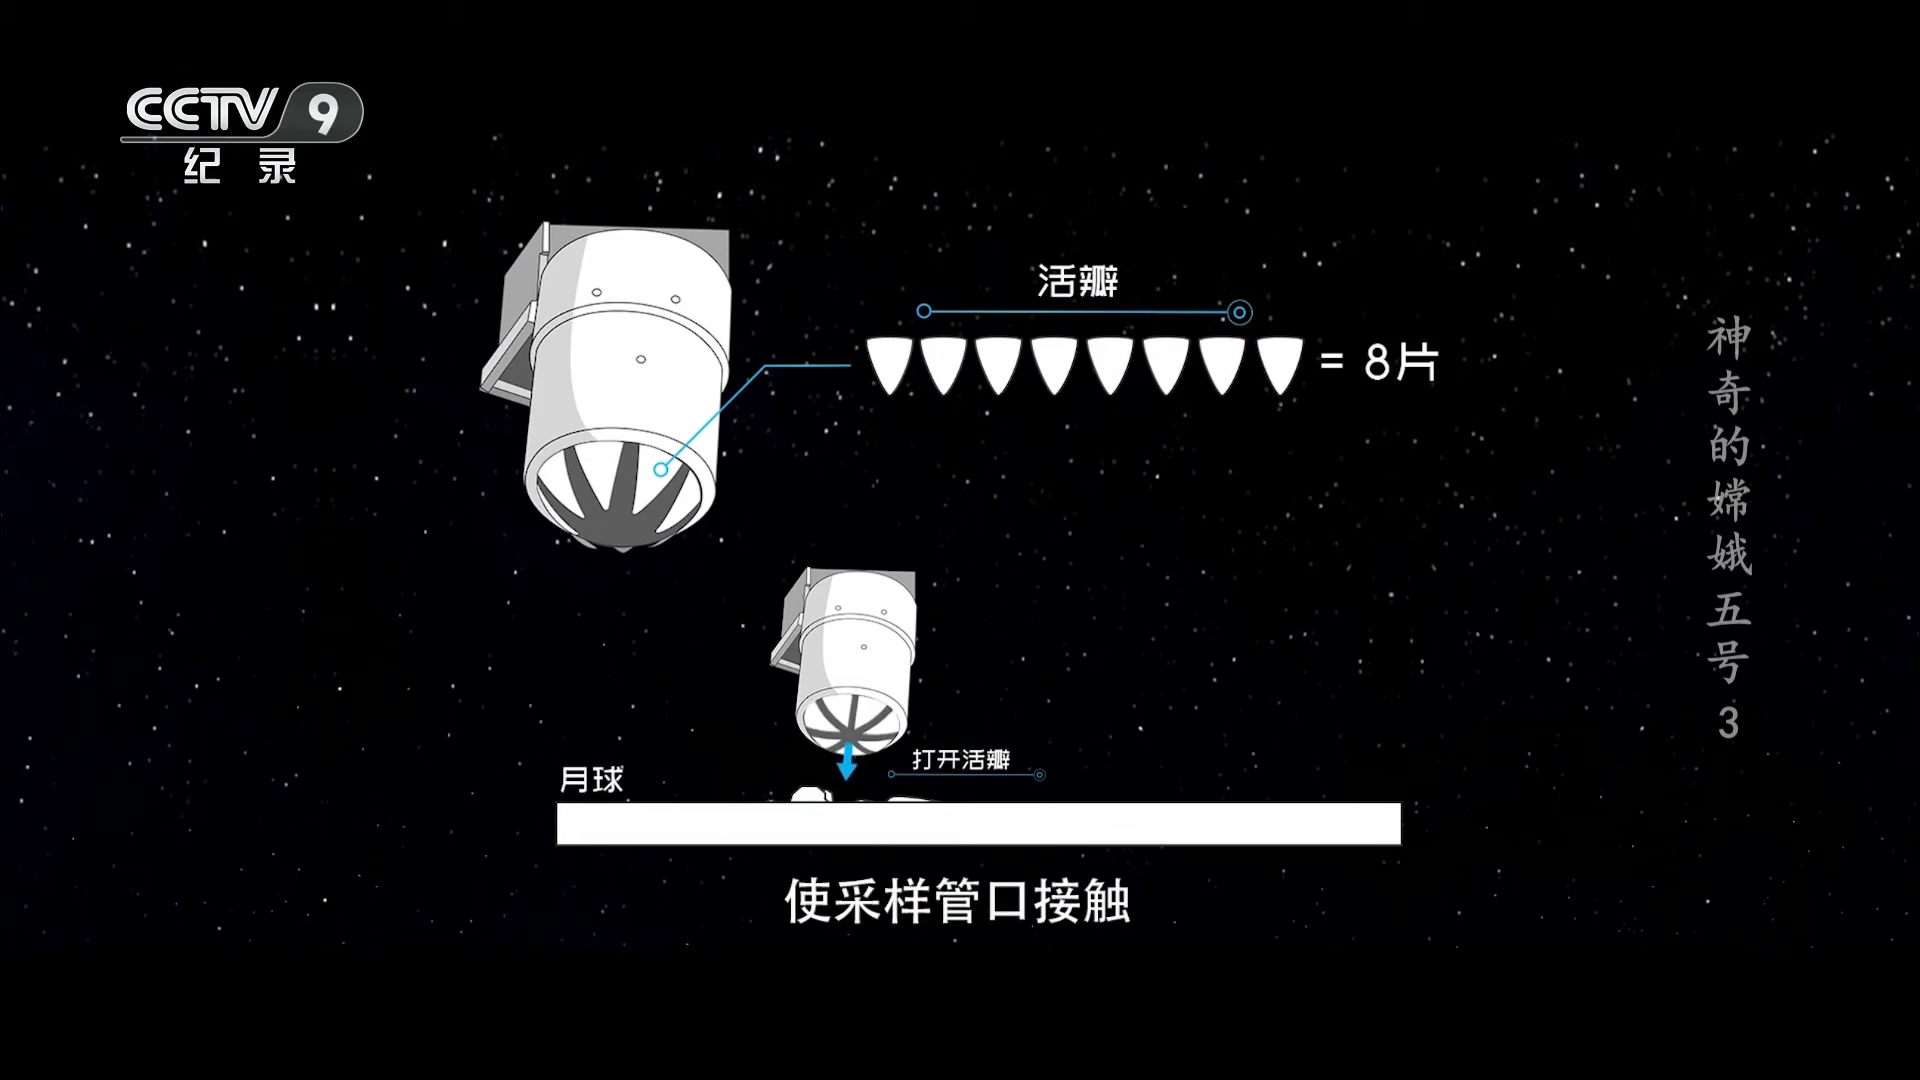 CCTV 9
纪录
活瓣
= 8片
神奇的嫦娥五号 3
打开活瓣
月球
使采样管口接触